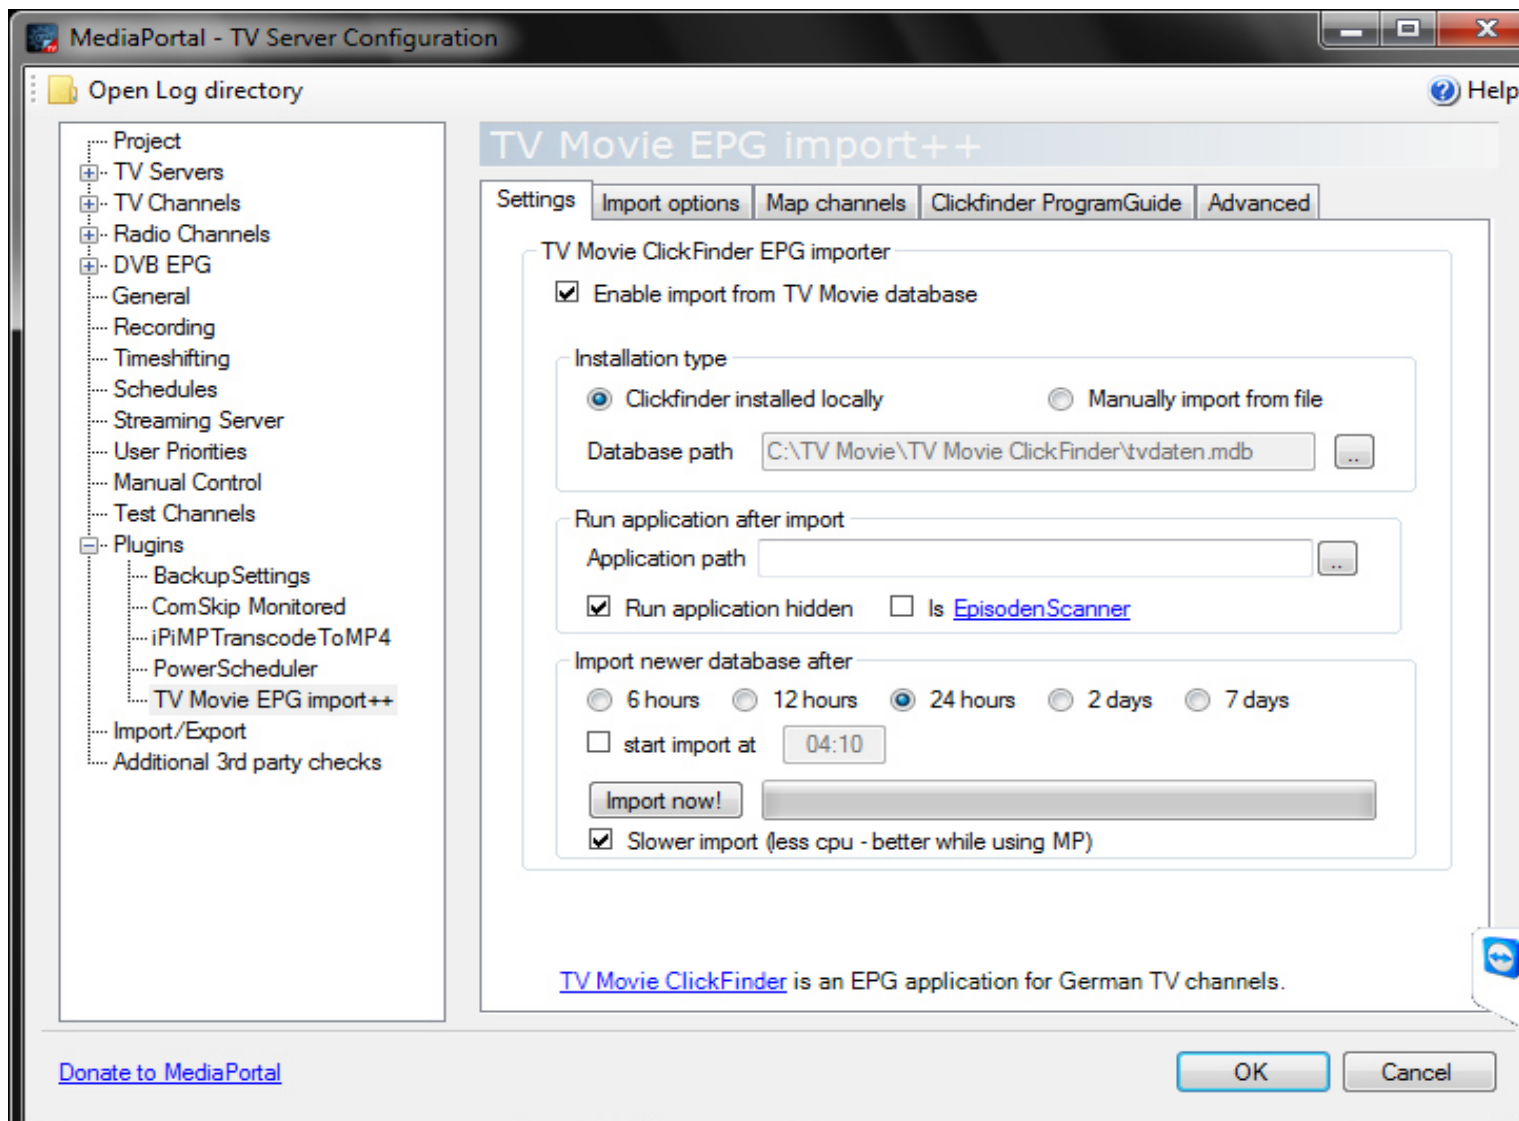 MediaPortal - TV Server Configuration
Open Log directory
Help
Project
TV Servers
TV Channels
Radio Channels
DVB EPG
General
Recording
Timeshifting
Schedules
Streaming Server
User Priorities
Manual Control
Test Channels
Plugins
BackupSettings
ComSkip Monitored
iPiMPTranscodeToMP4
PowerScheduler
TV Movie EPG import++
Import/Export
Additional 3rd party checks
TV Movie EPG import++
Settings Import options Map channels Clickfinder ProgramGuide Advanced
TV Movie ClickFinder EPG importer
Enable import from TV Movie database
Installation type
Clickfinder installed locally Manually import from file
Database path C:\TV Movie\TV Movie ClickFinder\tvdaten.mdb ..
Run application after import
Application path ..
Run application hidden Is EpisodenScanner
Import newer database after
6 hours 12 hours 24 hours 2 days 7 days
start import at 04:10
Import now!
Slower import (less cpu - better while using MP)
TV Movie ClickFinder is an EPG application for German TV channels.
Donate to MediaPortal
OK Cancel